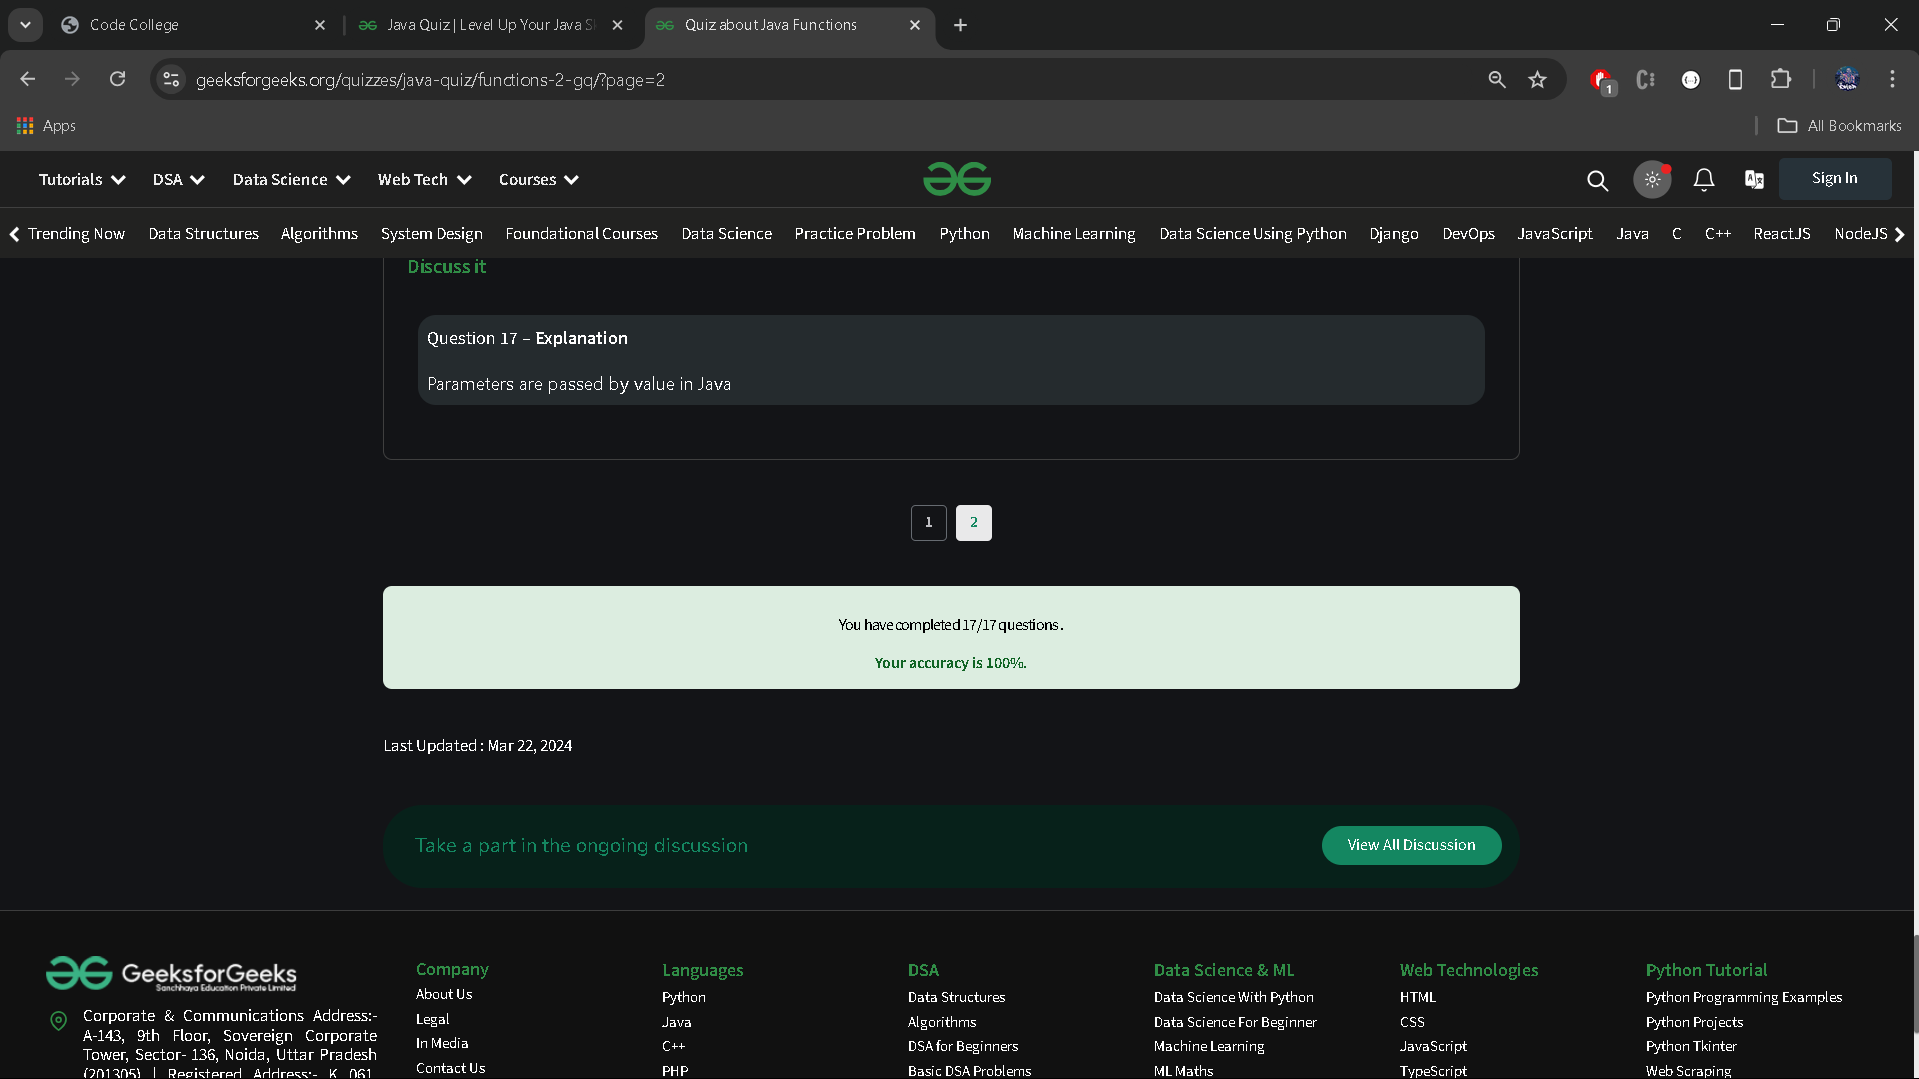 Code College
Java Quiz | Level Up Your Java S
Quiz about Java Functions
geeksforgeeks.org/quizzes/java-quiz/functions-2-gq/?page=2
1
Apps
All Bookmarks
Tutorials
DSA
Data Science
Web Tech
Courses
Sign In
Trending Now
Data Structures
Algorithms
System Design
Foundational Courses
Data Science
Practice Problem
Python
Machine Learning
Data Science Using Python
Django
DevOps
JavaScript
Java
C
C++
ReactJS
NodeJS
Discuss it
Question 17 – Explanation
Parameters are passed by value in Java
1
2
You have completed 17/17 questions .
Your accuracy is 100%.
Last Updated : Mar 22, 2024
Take a part in the ongoing discussion
View All Discussion
GeeksforGeeks
Sanchhaya Education Private Limited
Corporate & Communications Address:-
A-143, 9th Floor, Sovereign Corporate
Tower, Sector- 136, Noida, Uttar Pradesh
(201305) | Registered Address:- K 061,
Company
About Us
Legal
In Media
Contact Us
Languages
Python
Java
C++
PHP
DSA
Data Structures
Algorithms
DSA for Beginners
Basic DSA Problems
Data Science & ML
Data Science With Python
Data Science For Beginner
Machine Learning
ML Maths
Web Technologies
HTML
CSS
JavaScript
TypeScript
Python Tutorial
Python Programming Examples
Python Projects
Python Tkinter
Web Scraping